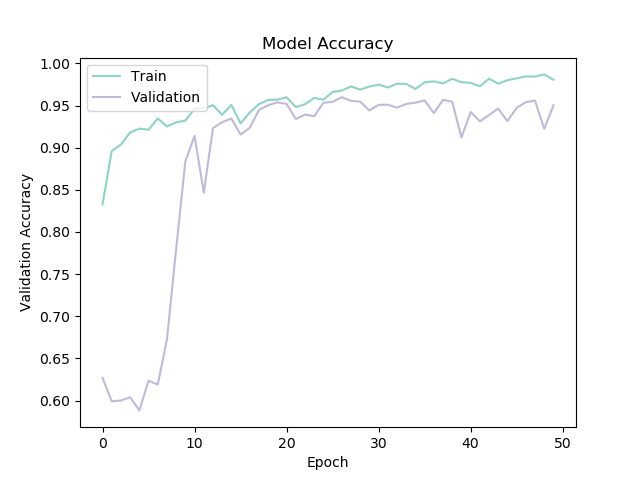 Model Accuracy
Train
Validation
1.00
0.95
0.90
0.85
0.80
0.75
0.70
0.65
0.60
Validation Accuracy
0 10 20 30 40 50
Epoch